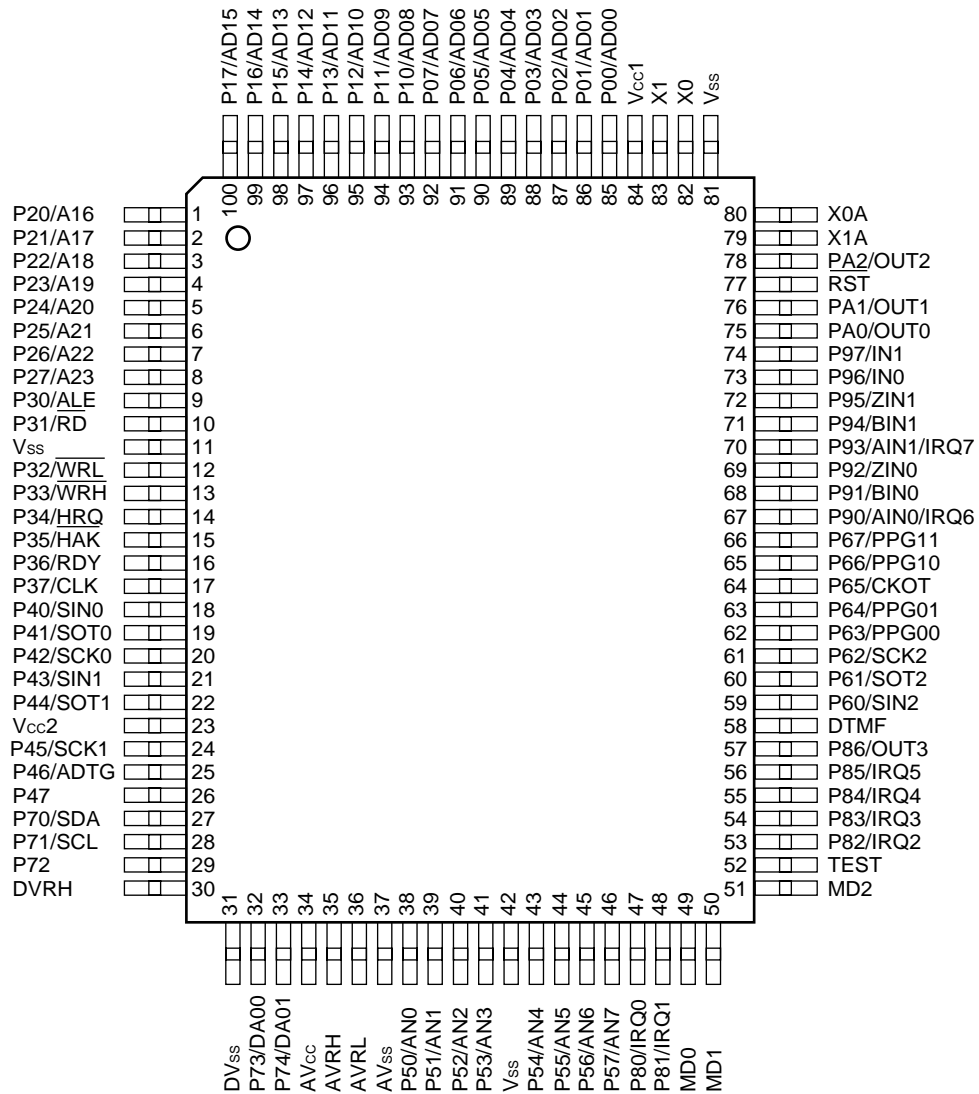 P17/AD15
P16/AD14
P15/AD13
P14/AD12
P13/AD11
P12/AD10
P11/AD09
P10/AD08
P07/AD07
P06/AD06
P05/AD05
P04/AD04
P03/AD03
P02/AD02
P01/AD01
P00/AD00
Vcc1
X1
X0
Vss
100 99 98 97 96 95 94 93 92 91 90 89 88 87 86 85 84 83 82 81
P20/A16 1
P21/A17 2
P22/A18 3
P23/A19 4
P24/A20 5
P25/A21 6
P26/A22 7
P27/A23 8
P30/ALE 9
P31/RD 10
Vss 11
P32/WRL 12
P33/WRH 13
P34/HRQ 14
P35/HAK 15
P36/RDY 16
P37/CLK 17
P40/SIN0 18
P41/SOT0 19
P42/SCK0 20
P43/SIN1 21
P44/SOT1 22
Vcc2 23
P45/SCK1 24
P46/ADTG 25
P47 26
P70/SDA 27
P71/SCL 28
P72 29
DVRH 30
80 X0A
79 X1A
78 PA2/OUT2
77 RST
76 PA1/OUT1
75 PA0/OUT0
74 P97/IN1
73 P96/IN0
72 P95/ZIN1
71 P94/BIN1
70 P93/AIN1/IRQ7
69 P92/ZIN0
68 P91/BIN0
67 P90/AIN0/IRQ6
66 P67/PPG11
65 P66/PPG10
64 P65/CKOT
63 P64/PPG01
62 P63/PPG00
61 P62/SCK2
60 P61/SOT2
59 P60/SIN2
58 DTMF
57 P86/OUT3
56 P85/IRQ5
55 P84/IRQ4
54 P83/IRQ3
53 P82/IRQ2
52 TEST
51 MD2
31 32 33 34 35 36 37 38 39 40 41 42 43 44 45 46 47 48 49 50
DVss
P73/DA00
P74/DA01
AVcc
AVRH
AVRL
AVss
P50/AN0
P51/AN1
P52/AN2
P53/AN3
Vss
P54/AN4
P55/AN5
P56/AN6
P57/AN7
P80/IRQ0
P81/IRQ1
MD0
MD1